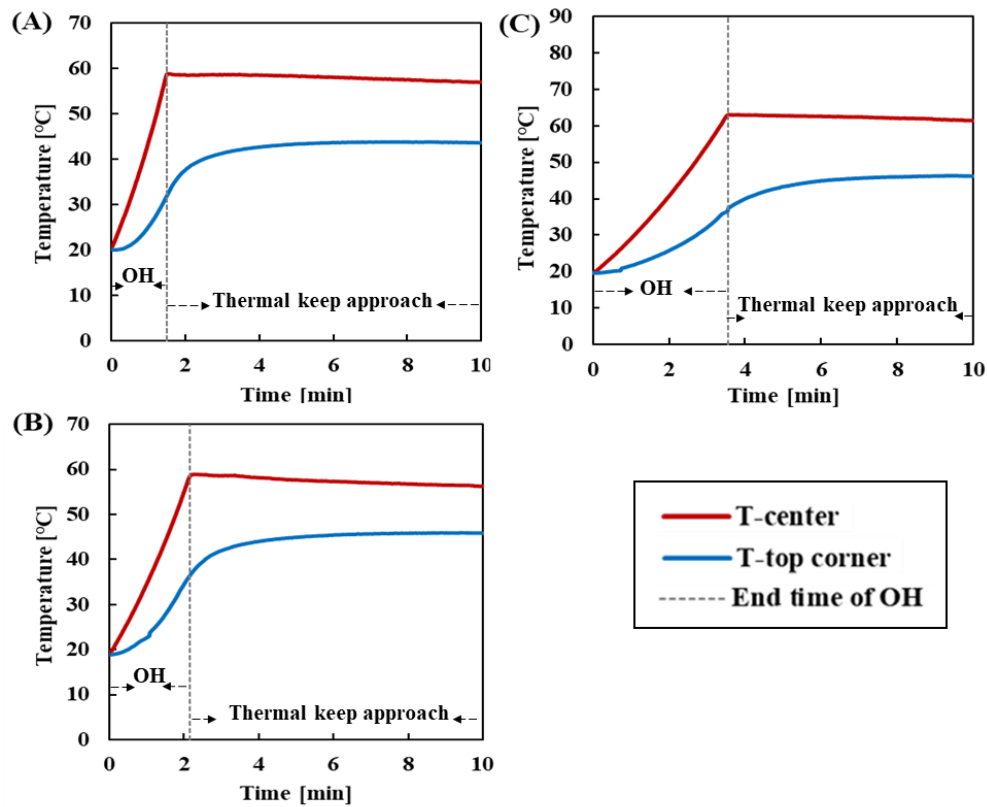 (A)
70
60
50
40
30
20
10
0
Temperature [°C]
OH
Thermal keep approach
0 2 4 6 8 10
Time [min]
(C)
90
80
70
60
50
40
30
20
10
0
Temperature [°C]
OH
Thermal keep approach
0 2 4 6 8 10
Time [min]
(B)
70
60
50
40
30
20
10
0
Temperature [°C]
OH
Thermal keep approach
0 2 4 6 8 10
Time [min]
T-center
T-top corner
End time of OH